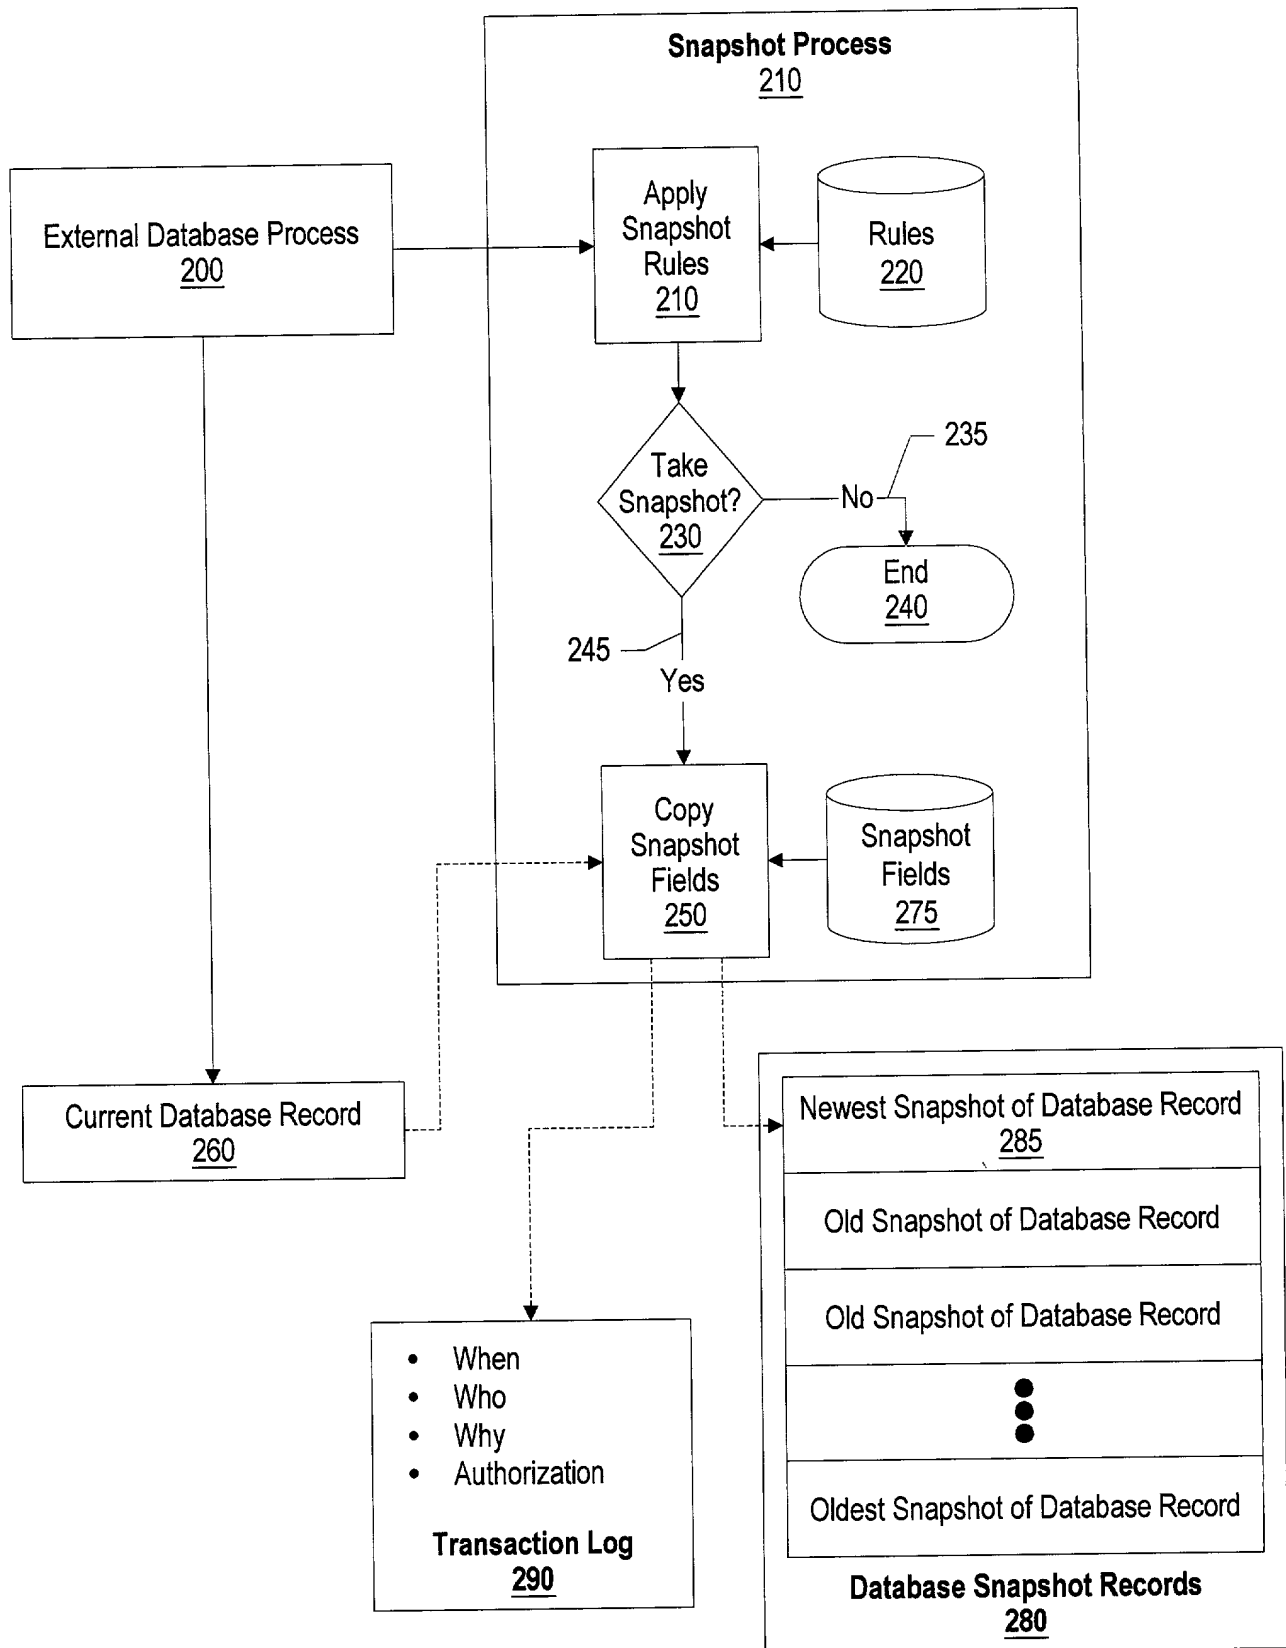 Snapshot Process
210
External Database Process
200
Apply
Snapshot
Rules
210
Rules
220
Take
Snapshot?
230
No
235
End
240
245
Yes
Copy
Snapshot
Fields
250
Snapshot
Fields
275
Current Database Record
260
Newest Snapshot of Database Record
285
Old Snapshot of Database Record
Old Snapshot of Database Record
Oldest Snapshot of Database Record
Database Snapshot Records
280
• When
• Who
• Why
• Authorization
Transaction Log
290